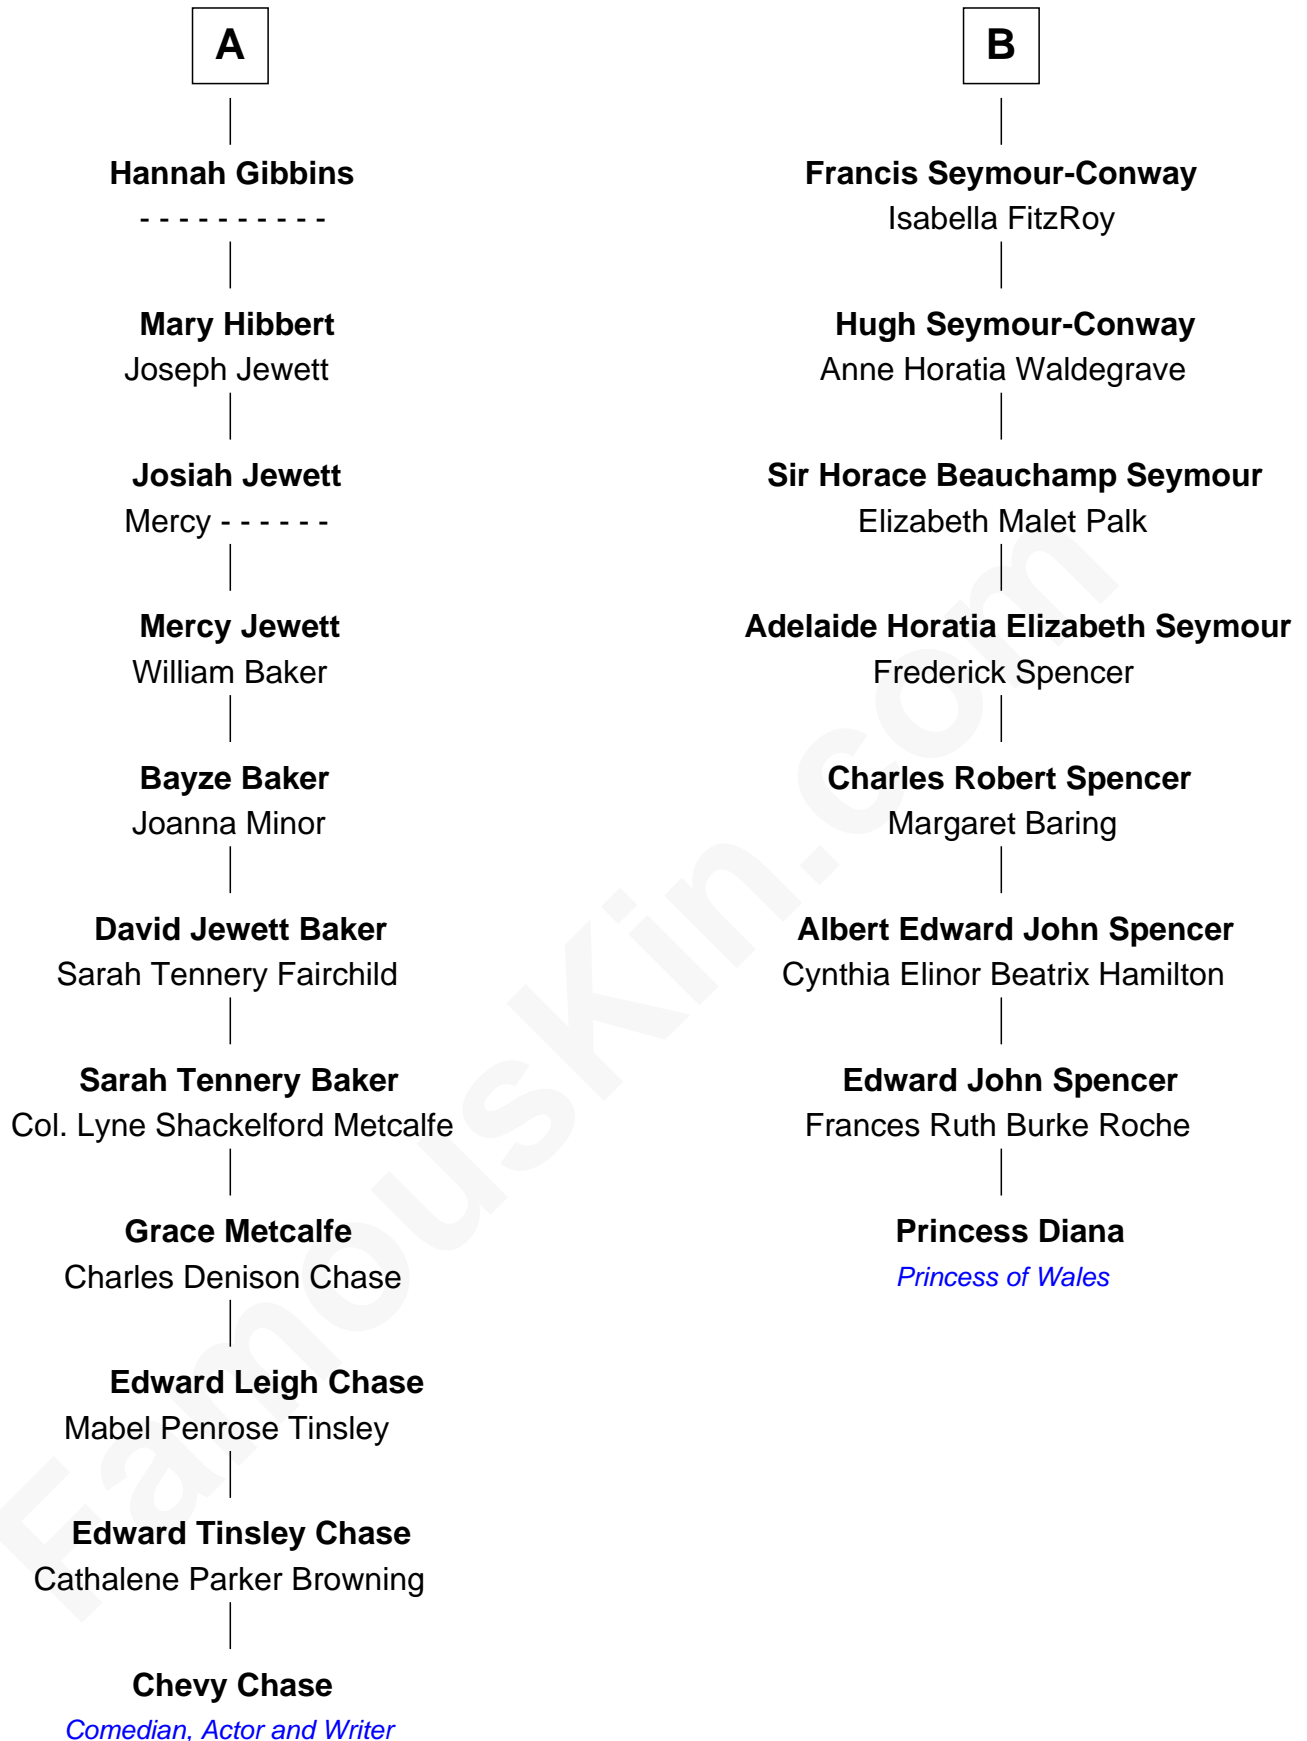 A
Hannah Gibbins
- - - - - - - - - -
Mary Hibbert
Joseph Jewett
Josiah Jewett
Mercy - - - - - -
Mercy Jewett
William Baker
Bayze Baker
Joanna Minor
David Jewett Baker
Sarah Tennery Fairchild
Sarah Tennery Baker
Col. Lyne Shackelford Metcalfe
Grace Metcalfe
Charles Denison Chase
Edward Leigh Chase
Mabel Penrose Tinsley
Edward Tinsley Chase
Cathalene Parker Browning
Chevy Chase
Comedian, Actor and Writer
B
Francis Seymour-Conway
Isabella FitzRoy
Hugh Seymour-Conway
Anne Horatia Waldegrave
Sir Horace Beauchamp Seymour
Elizabeth Malet Palk
Adelaide Horatia Elizabeth Seymour
Frederick Spencer
Charles Robert Spencer
Margaret Baring
Albert Edward John Spencer
Cynthia Elinor Beatrix Hamilton
Edward John Spencer
Frances Ruth Burke Roche
Princess Diana
Princess of Wales
FamousKin.com